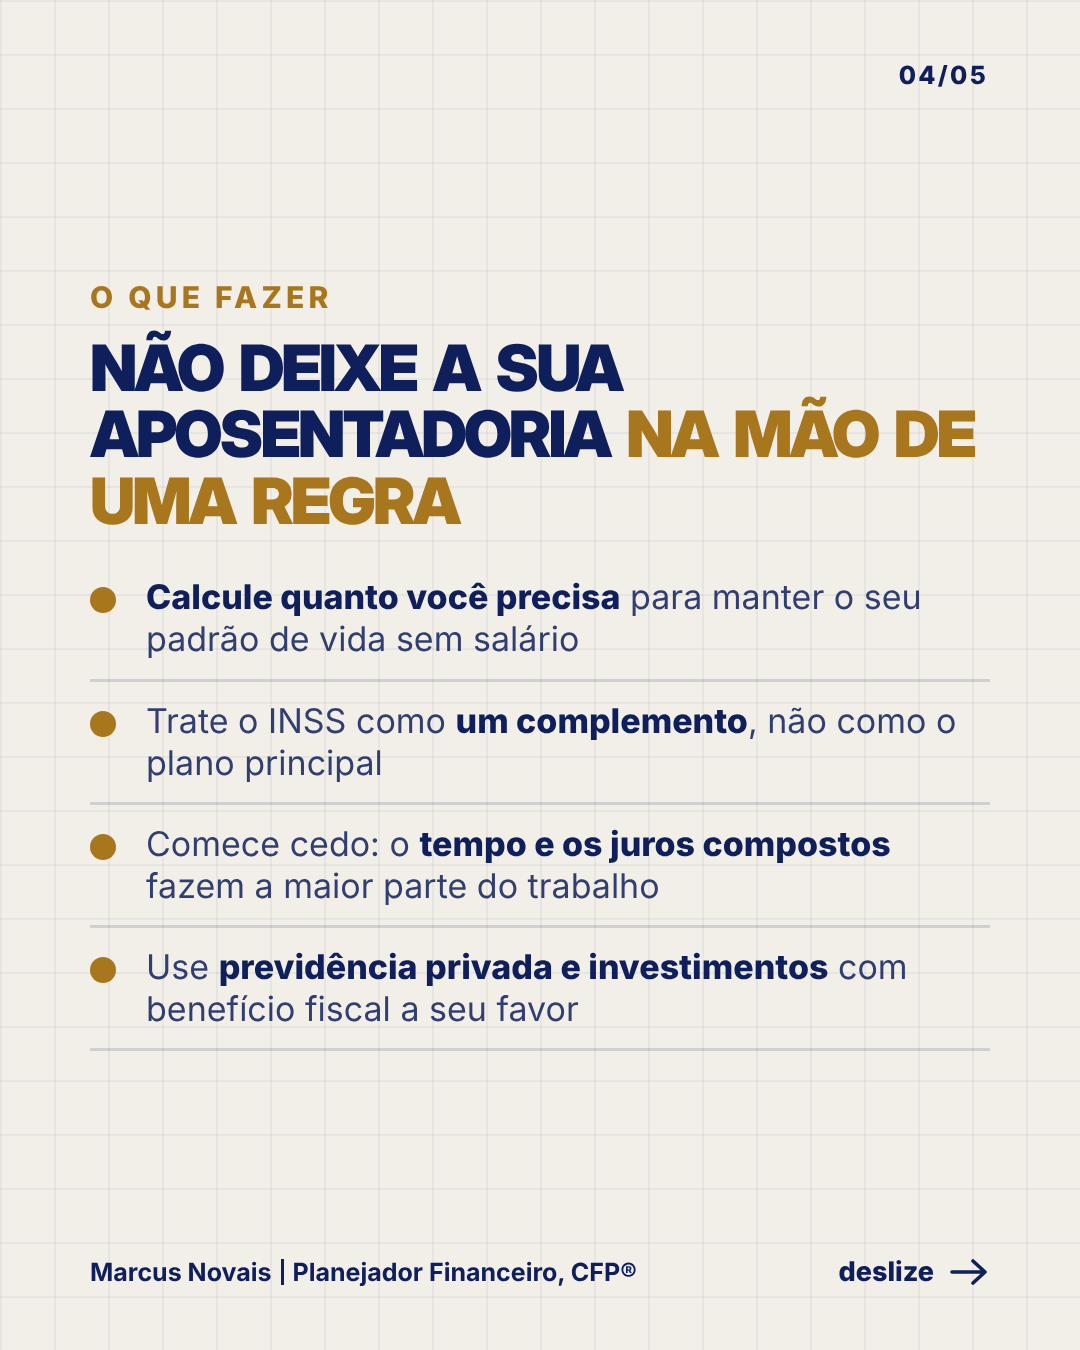 04/05
O QUE FAZER
NÃO DEIXE A SUA
APOSENTADORIA NA MÃO DE
UMA REGRA
Calcule quanto você precisa para manter o seu
padrão de vida sem salário
Trate o INSS como um complemento, não como o
plano principal
Comece cedo: o tempo e os juros compostos
fazem a maior parte do trabalho
Use previdência privada e investimentos com
benefício fiscal a seu favor
Marcus Novais | Planejador Financeiro, CFP®
deslize →